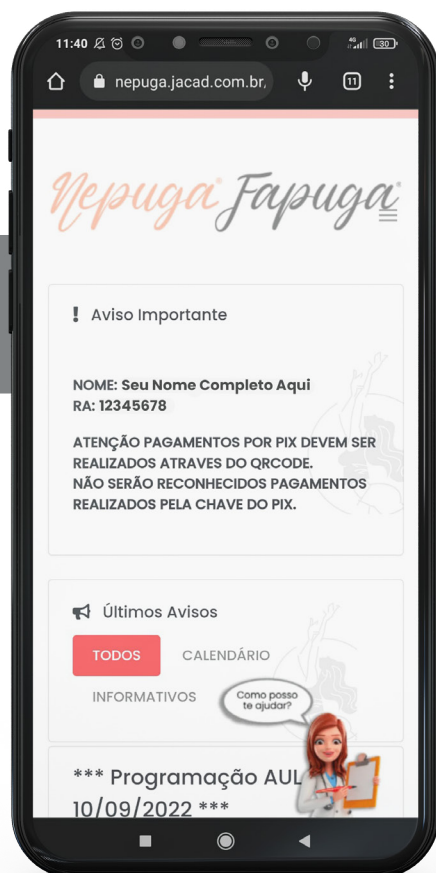 11:40
4G
30
nepuga.jacad.com.br,
11
Nepuga Fapuga
! Aviso Importante
NOME: Seu Nome Completo Aqui
RA: 12345678
ATENÇÃO PAGAMENTOS POR PIX DEVEM SER
REALIZADOS ATRAVES DO QRCODE.
NÃO SERÃO RECONHECIDOS PAGAMENTOS
REALIZADOS PELA CHAVE DO PIX.
Últimos Avisos
TODOS
CALENDÁRIO
INFORMATIVOS
Como posso
te ajudar?
*** Programação AUL
10/09/2022 ***